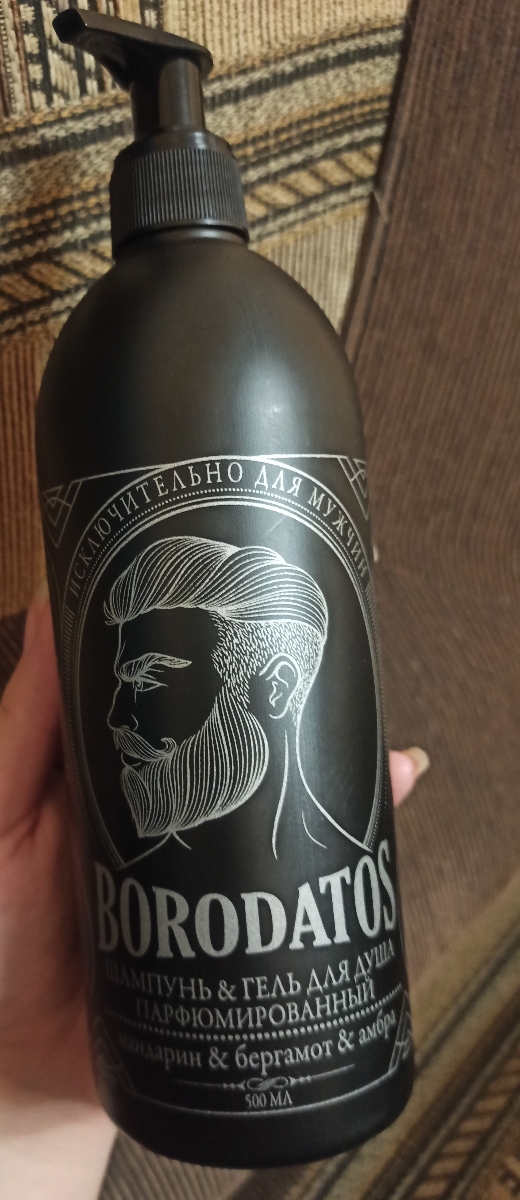 ИСКЛЮЧИТЕЛЬНО ДЛЯ МУЖЧИН
BORODATOS
ШАМПУНЬ & ГЕЛЬ ДЛЯ ДУША
ПАРФЮМИРОВАННЫЙ
мандарин & бергамот & амбра
500 МЛ